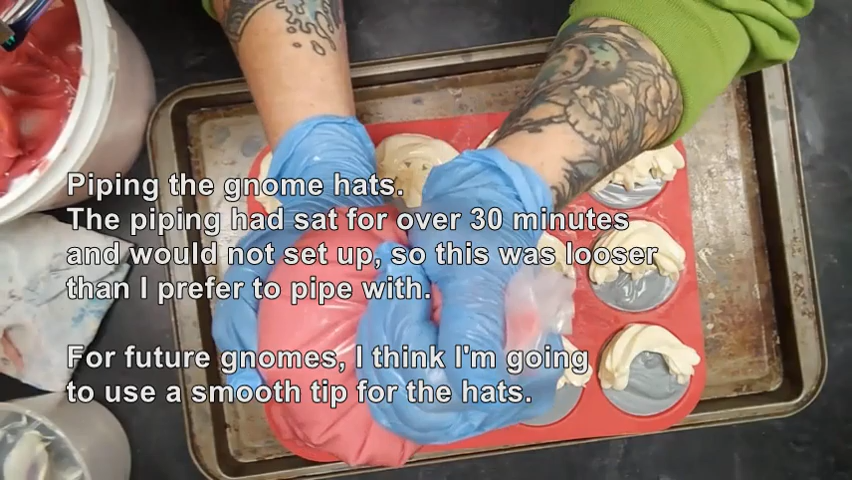 Piping the gnome hats.
The piping had sat for over 30 minutes
and would not set up, so this was looser
than I prefer to pipe with.
For future gnomes, I think I'm going
to use a smooth tip for the hats.